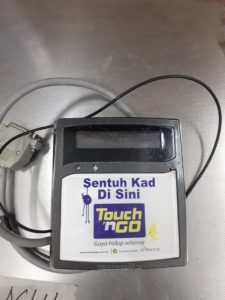 Sentuh Kad
Di Sini
Touch
'n GO
Gaya hidup sebenar